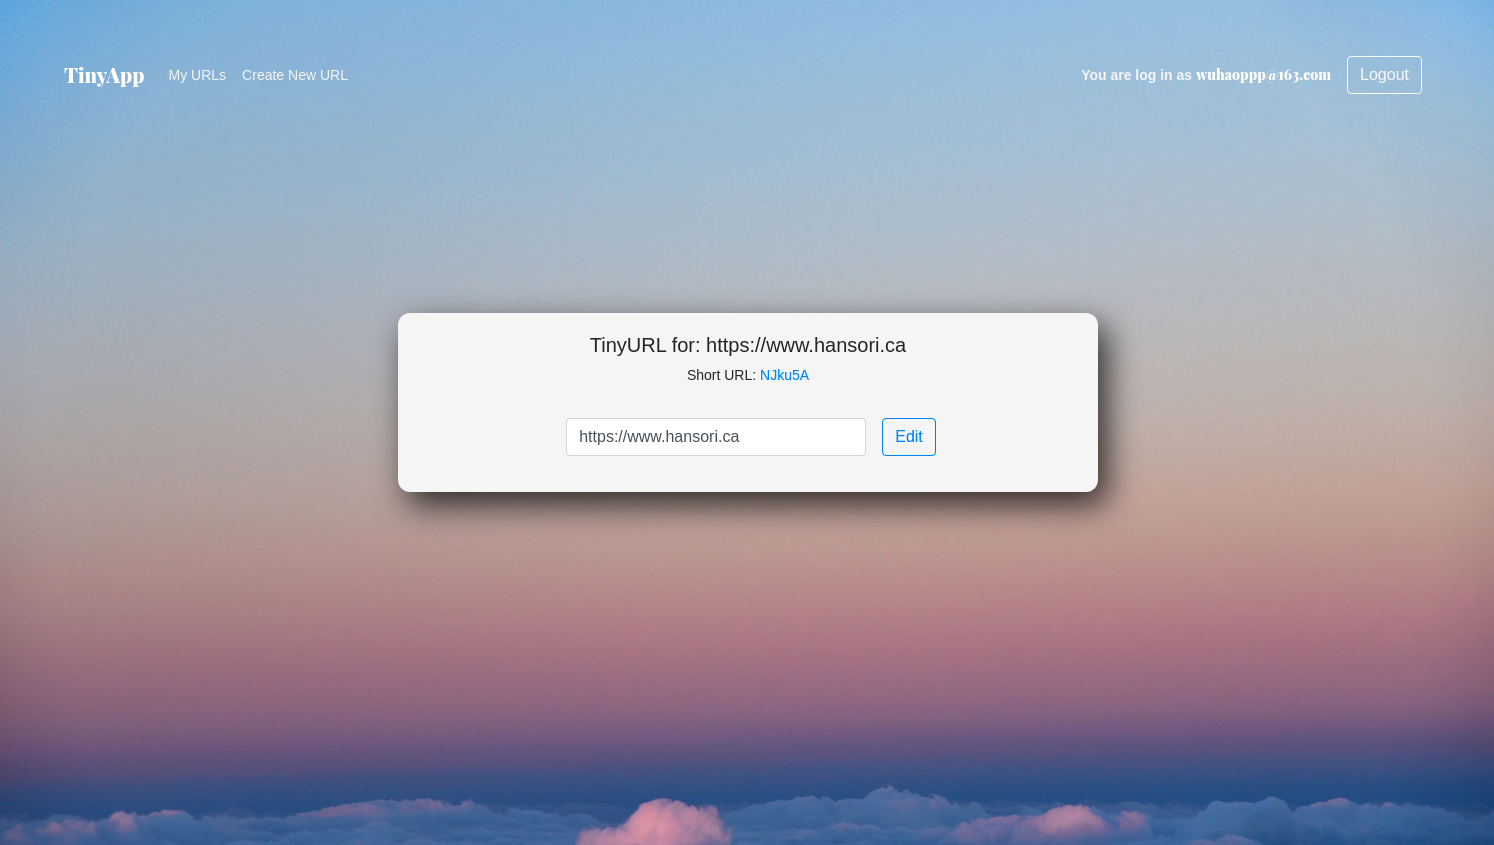 TinyApp My URLs Create New URL You are log in as wuhaoppp@163.com Logout
TinyURL for: https://www.hansori.ca
Short URL: NJku5A
https://www.hansori.ca Edit